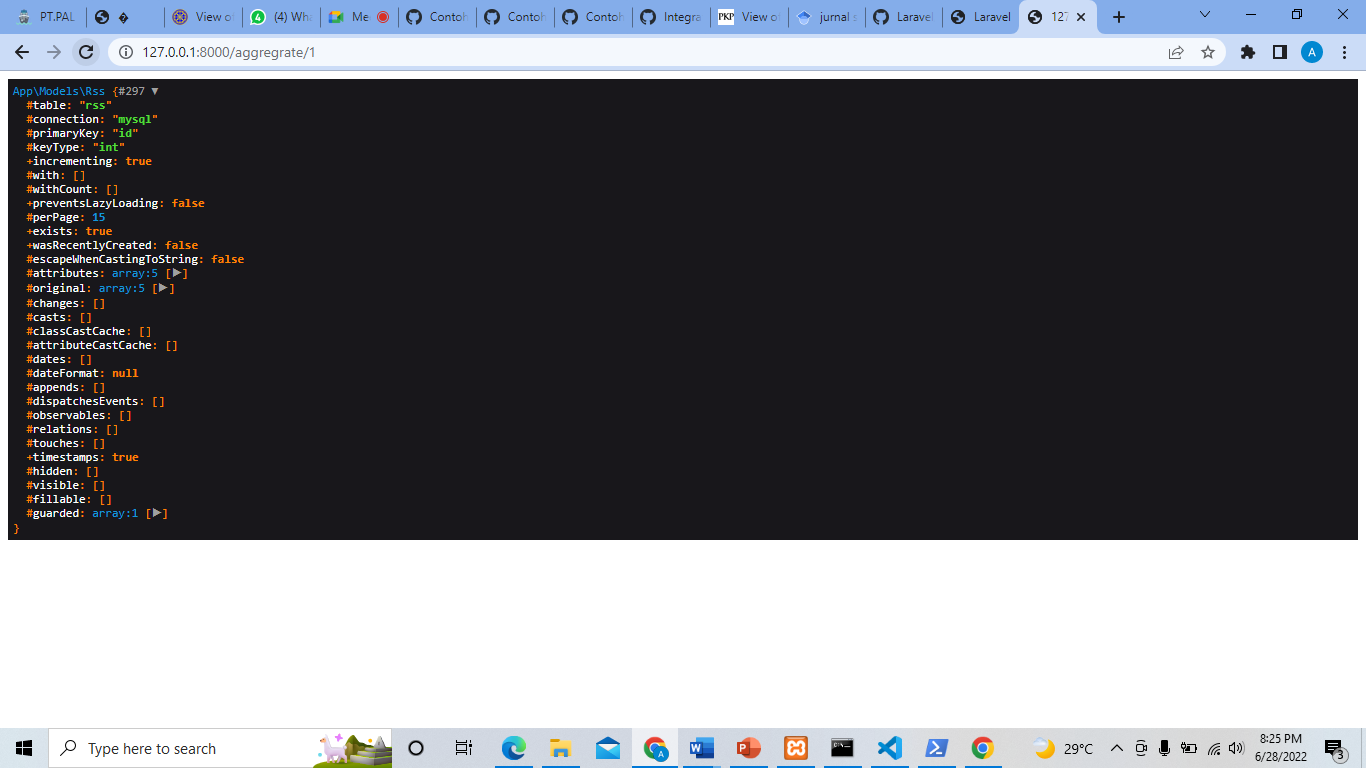 PT.PAL
View o
(4) Wha
Me
Contoh
Contoh
Contoh
Integra
PKP View o
jurnal s
Laravel
Laravel
127
127.0.0.1:8000/aggregrate/1
A
App\Models\Rss {#297 ▼
#table: "rss"
#connection: "mysql"
#primaryKey: "id"
#keyType: "int"
+incrementing: true
#with: []
#withCount: []
+preventsLazyLoading: false
#perPage: 15
+exists: true
+wasRecentlyCreated: false
#escapeWhenCastingToString: false
#attributes: array:5 [▶]
#original: array:5 [▶]
#changes: []
#casts: []
#classCastCache: []
#attributeCastCache: []
#dates: []
#dateFormat: null
#appends: []
#dispatchesEvents: []
#observables: []
#relations: []
#touches: []
+timestamps: true
#hidden: []
#visible: []
#fillable: []
#guarded: array:1 [▶]
}
Type here to search
29°C
8:25 PM
6/28/2022
3